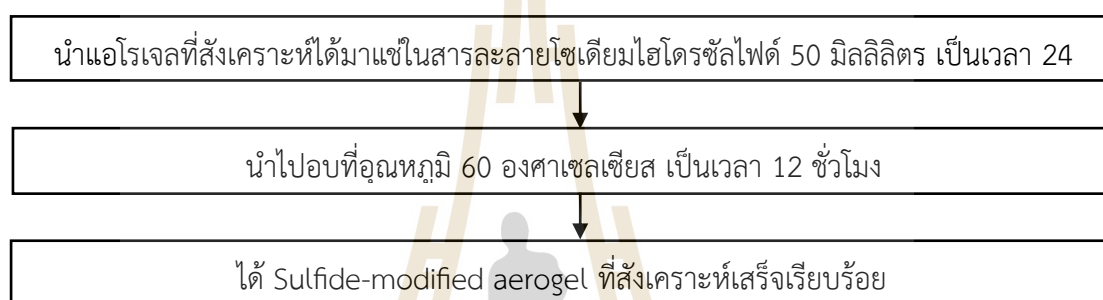 นำแอโรเจลที่สังเคราะห์ได้มาแช่ในสารละลายโซเดียมไฮโดรซัลไฟด์ 50 มิลลิลิตร เป็นเวลา 24
นำไปอบที่อุณหภูมิ 60 องศาเซลเซียส เป็นเวลา 12 ชั่วโมง
ได้ Sulfide-modified aerogel ที่สังเคราะห์เสร็จเรียบร้อย